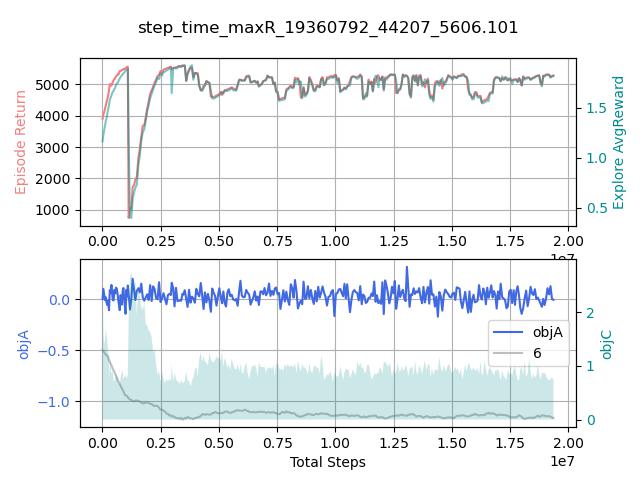 step_time_maxR_19360792_44207_5606.101
Episode Return
5000
4000
3000
2000
1000
1.5
1.0
0.5
Explore AvgReward
0.00 0.25 0.50 0.75 1.00 1.25 1.50 1.75 2.00
1e7
objA
0.0
−0.5
−1.0
objA
6
2
1
0
objC
0.00 0.25 0.50 0.75 1.00 1.25 1.50 1.75 2.00
Total Steps 1e7